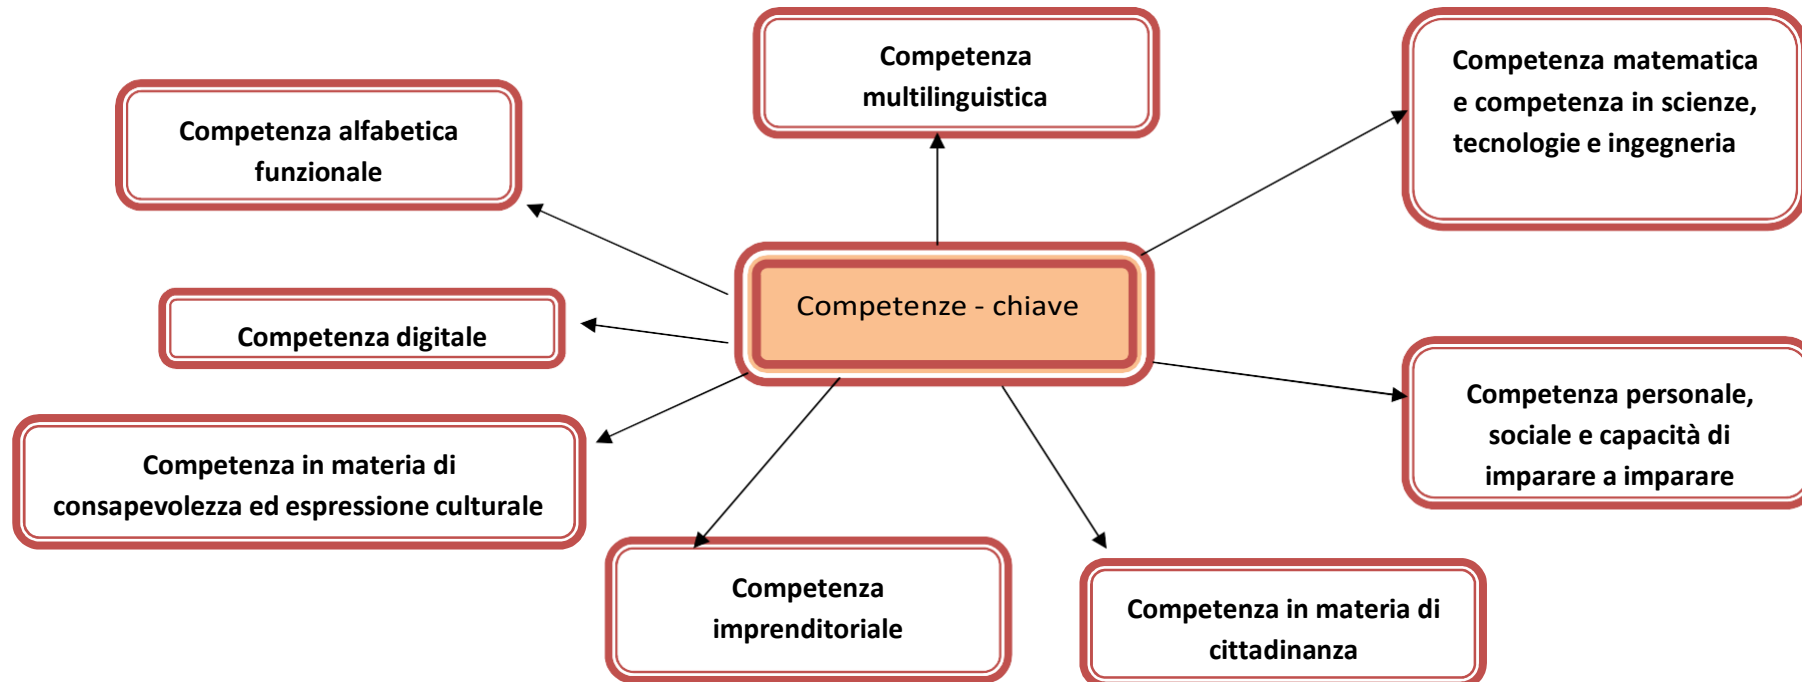 Competenza
multilinguistica
Competenza matematica
e competenza in scienze,
tecnologie e ingegneria
Competenza alfabetica
funzionale
Competenze - chiave
Competenza digitale
Competenza personale,
sociale e capacità di
imparare a imparare
Competenza in materia di
consapevolezza ed espressione culturale
Competenza
imprenditoriale
Competenza in materia di
cittadinanza